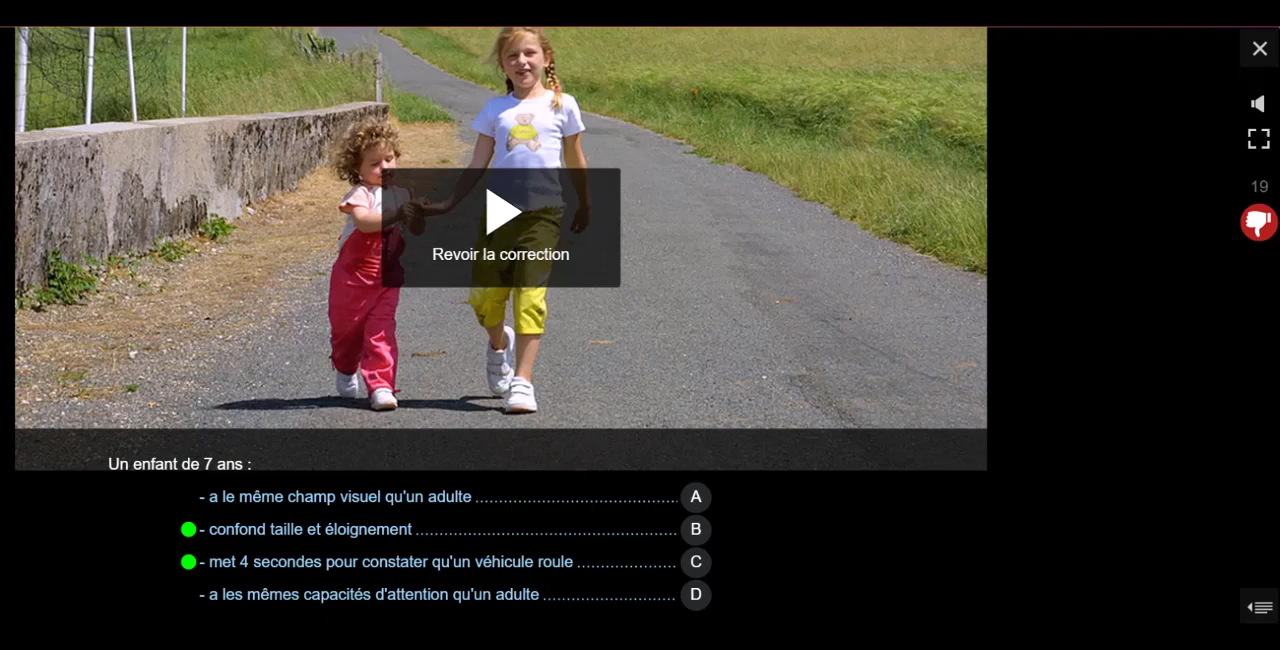 19
Revoir la correction
Un enfant de 7 ans :
- a le même champ visuel qu'un adulte ........................................... A
- confond taille et éloignement ....................................................... B
- met 4 secondes pour constater qu'un véhicule roule ..................... C
- a les mêmes capacités d'attention qu'un adulte ............................ D